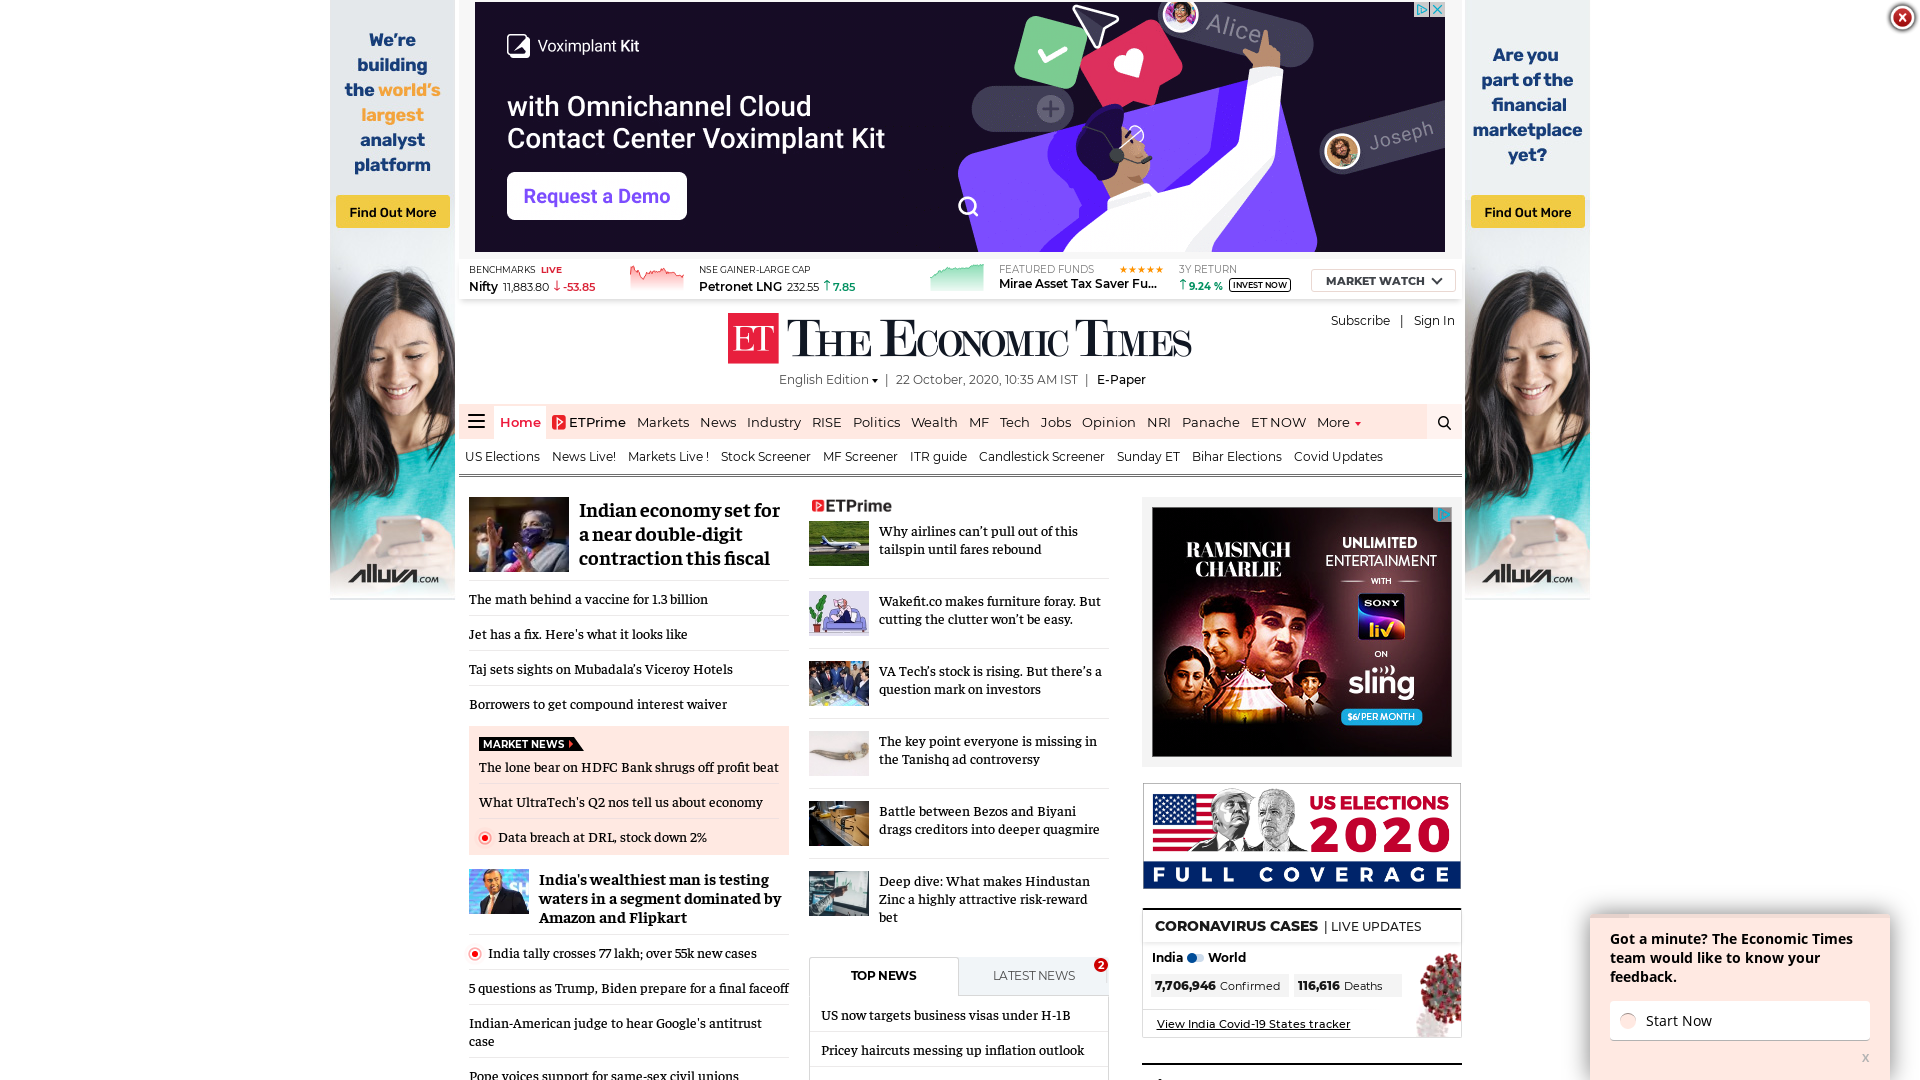 We're
building
the world's
largest
analyst
platform
Find Out More
alluva.COM
Voximplant Kit
with Omnichannel Cloud
Contact Center Voximplant Kit
Request a Demo
Alice
Joseph
Are you
part of the
financial
marketplace
yet?
Find Out More
alluva.COM
BENCHMARKS LIVE
Nifty 11,883.80 -53.85
NSE GAINER-LARGE CAP
Petronet LNG 232.55 7.85
FEATURED FUNDS ★★★★★
Mirae Asset Tax Saver Fu...
3Y RETURN
9.24 % INVEST NOW
MARKET WATCH
Subscribe | Sign In
ET THE ECONOMIC TIMES
English Edition | 22 October, 2020, 10:35 AM IST | E-Paper
Home ETPrime Markets News Industry RISE Politics Wealth MF Tech Jobs Opinion NRI Panache ET NOW More
US Elections News Live! Markets Live ! Stock Screener MF Screener ITR guide Candlestick Screener Sunday ET Bihar Elections Covid Updates
Indian economy set for
a near double-digit
contraction this fiscal
The math behind a vaccine for 1.3 billion
Jet has a fix. Here's what it looks like
Taj sets sights on Mubadala's Viceroy Hotels
Borrowers to get compound interest waiver
MARKET NEWS
The lone bear on HDFC Bank shrugs off profit beat
What UltraTech's Q2 nos tell us about economy
Data breach at DRL, stock down 2%
India's wealthiest man is testing
waters in a segment dominated by
Amazon and Flipkart
India tally crosses 77 lakh; over 55k new cases
5 questions as Trump, Biden prepare for a final faceoff
Indian-American judge to hear Google's antitrust
case
Pope voices support for same-sex civil unions
ETPrime
Why airlines can't pull out of this
tailspin until fares rebound
Wakefit.co makes furniture foray. But
cutting the clutter won't be easy.
VA Tech's stock is rising. But there's a
question mark on investors
The key point everyone is missing in
the Tanishq ad controversy
Battle between Bezos and Biyani
drags creditors into deeper quagmire
Deep dive: What makes Hindustan
Zinc a highly attractive risk-reward
bet
TOP NEWS
LATEST NEWS 2
US now targets business visas under H-1B
Pricey haircuts messing up inflation outlook
RAMSINGH
CHARLIE
UNLIMITED
ENTERTAINMENT
WITH
SONY
liv
ON
sling
$6/PER MONTH
US ELECTIONS
2020
FULL COVERAGE
CORONAVIRUS CASES | LIVE UPDATES
India World
7,706,946 Confirmed 116,616 Deaths
View India Covid-19 States tracker
Got a minute? The Economic Times
team would like to know your
feedback.
Start Now
x